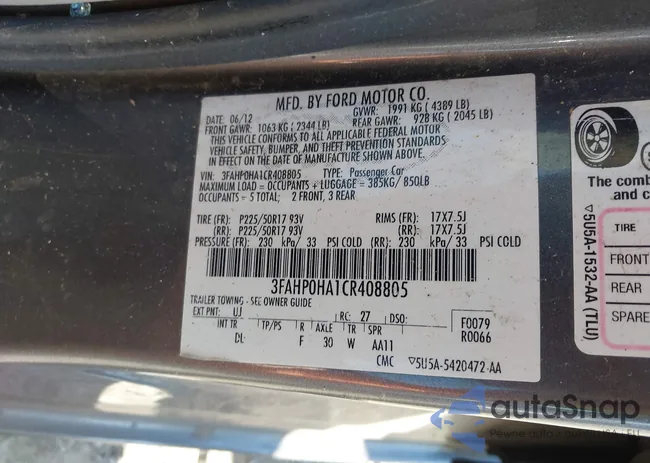 MFD. BY FORD MOTOR CO.
DATE: 06/12 GVWR: 1991 KG ( 4389 LB)
FRONT GAWR: 1063 KG ( 2344 LB) REAR GAWR: 928 KG ( 2045 LB)
THIS VEHICLE CONFORMS TO ALL APPLICABLE FEDERAL MOTOR
VEHICLE SAFETY, BUMPER, AND THEFT PREVENTION STANDARDS
IN EFFECT ON THE DATE OF MANUFACTURE SHOWN ABOVE.
VIN: 3FAHP0HA1CR408805 TYPE: Passenger Car
MAXIMUM LOAD = OCCUPANTS + LUGGAGE = 385KG/ 850LB
OCCUPANTS = 5 TOTAL: 2 FRONT, 3 REAR
TIRE (FR): P225/50R17 93V RIMS (FR): 17X7.5J
(RR): P225/50R17 93V (RR): 17X7.5J
PRESSURE (FR): 230 kPa/ 33 PSI COLD (RR): 230 kPa/ 33 PSI COLD
3FAHP0HA1CR408805
TRAILER TOWING - SEE OWNER GUIDE
EXT PNT: UJ RC: 27 DSO:
INT TR TP/PS R AXLE TR SPR
DL F 30 W AA11
F0079
R0066
CMC ▽5U5A-5420472-AA
▽5U5A-1532-AA (TLU)
The comb
and c
TIRE
FRONT
REAR
SPARE
autoSnap